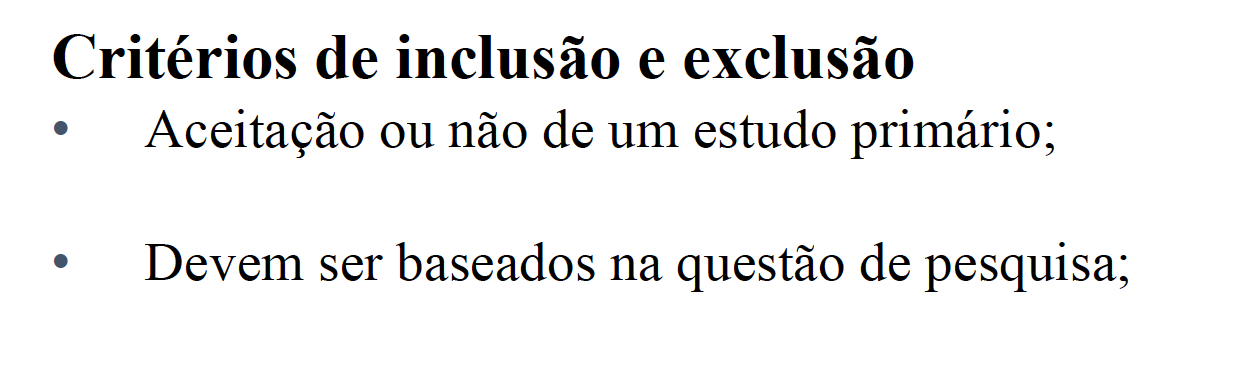 Critérios de inclusão e exclusão
• Aceitação ou não de um estudo primário;
• Devem ser baseados na questão de pesquisa;